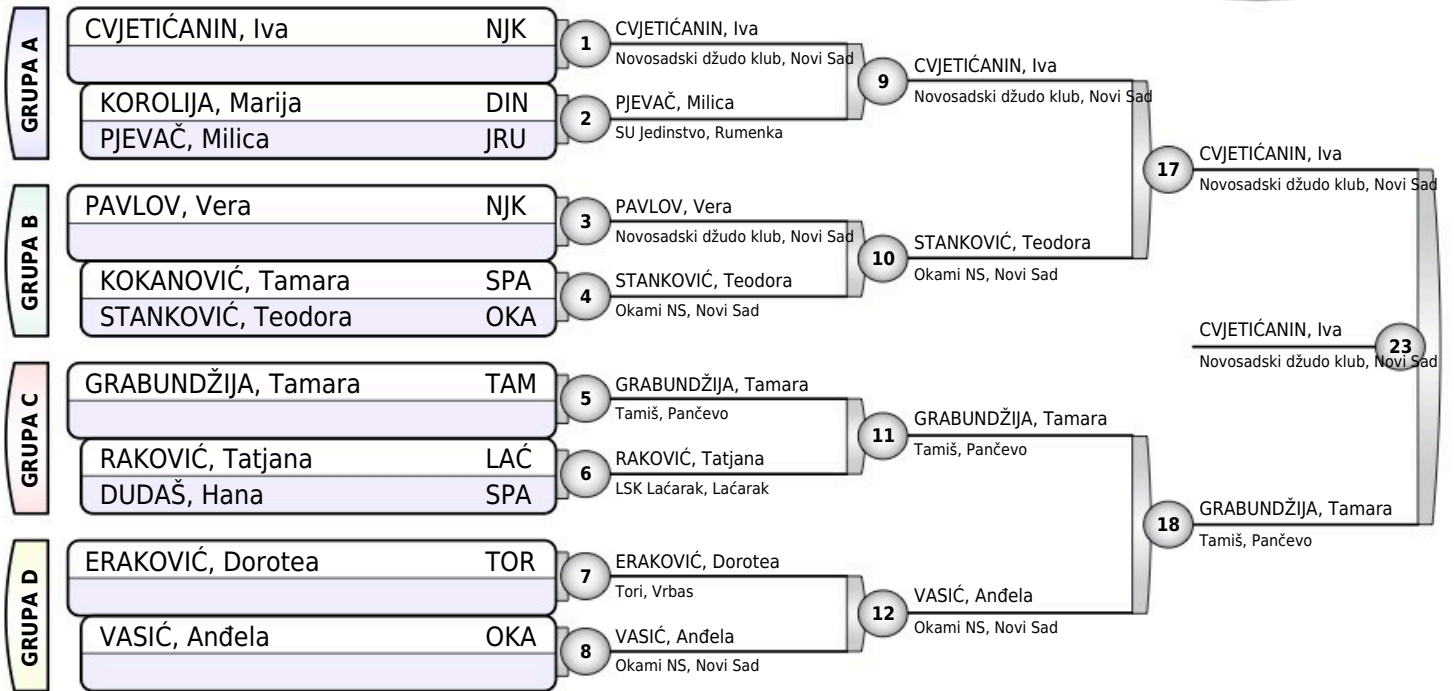 GRUPA A
CVJETIĆANIN, Iva NJK
KOROLIJA, Marija DIN
PJEVAČ, Milica JRU
GRUPA B
PAVLOV, Vera NJK
KOKANOVIĆ, Tamara SPA
STANKOVIĆ, Teodora OKA
GRUPA C
GRABUNDŽIJA, Tamara TAM
RAKOVIĆ, Tatjana LAĆ
DUDAŠ, Hana SPA
GRUPA D
ERAKOVIĆ, Dorotea TOR
VASIĆ, Anđela OKA
1
CVJETIĆANIN, Iva
Novosadski džudo klub, Novi Sad
2
PJEVAČ, Milica
SU Jedinstvo, Rumenka
3
PAVLOV, Vera
Novosadski džudo klub, Novi Sad
4
STANKOVIĆ, Teodora
Okami NS, Novi Sad
5
GRABUNDŽIJA, Tamara
Tamiš, Pančevo
6
RAKOVIĆ, Tatjana
LSK Laćarak, Laćarak
7
ERAKOVIĆ, Dorotea
Tori, Vrbas
8
VASIĆ, Anđela
Okami NS, Novi Sad
9
CVJETIĆANIN, Iva
Novosadski džudo klub, Novi Sad
10
STANKOVIĆ, Teodora
Okami NS, Novi Sad
11
GRABUNDŽIJA, Tamara
Tamiš, Pančevo
12
VASIĆ, Anđela
Okami NS, Novi Sad
17
CVJETIĆANIN, Iva
Novosadski džudo klub, Novi Sad
18
GRABUNDŽIJA, Tamara
Tamiš, Pančevo
CVJETIĆANIN, Iva
23
Novosadski džudo klub, Novi Sad